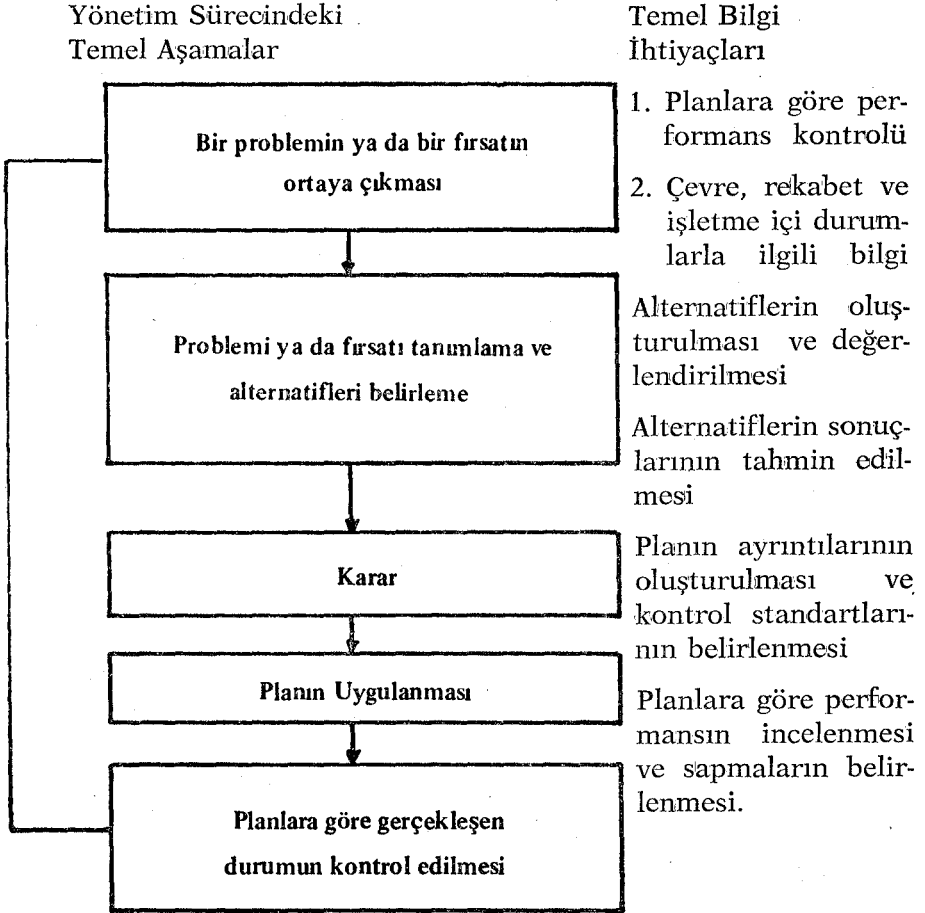 Yönetim Sürecindeki
Temel Aşamalar
Bir problemin ya da bir fırsatın
ortaya çıkması
Problemi ya da fırsatı tanımlama ve
alternatifleri belirleme
Karar
Planın Uygulanması
Planlara göre gerçekleşen
durumun kontrol edilmesi
Temel Bilgi
İhtiyaçları
1. Planlara göre per-
formans kontrolü
2. Çevre, rekabet ve
işletme içi durum-
larla ilgili bilgi
Alternatiflerin oluş-
turulması ve değer-
lendirilmesi
Alternatiflerin sonuç-
larının tahmin edil-
mesi
Planın ayrıntılarının
oluşturulması ve
kontrol standartları-
nın belirlenmesi
Planlara göre perfor-
mansın incelenmesi
ve sapmaların belir-
lenmesi.